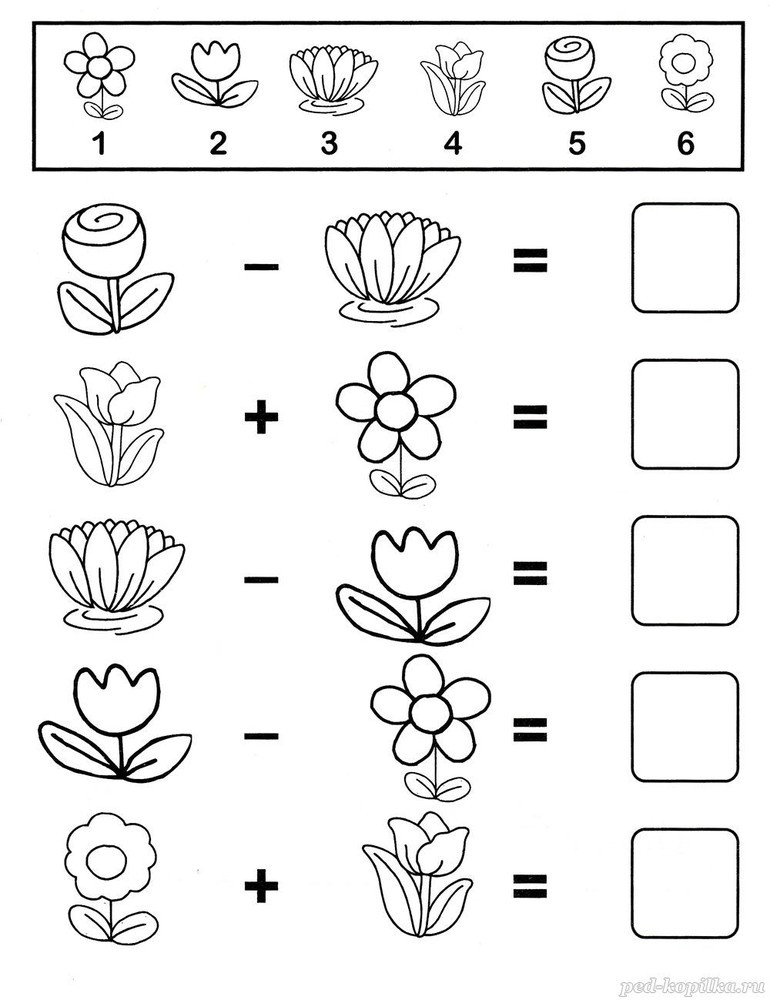 1 2 3 4 5 6
- =
+ =
- =
- =
+ =
ped-kopilka.ru